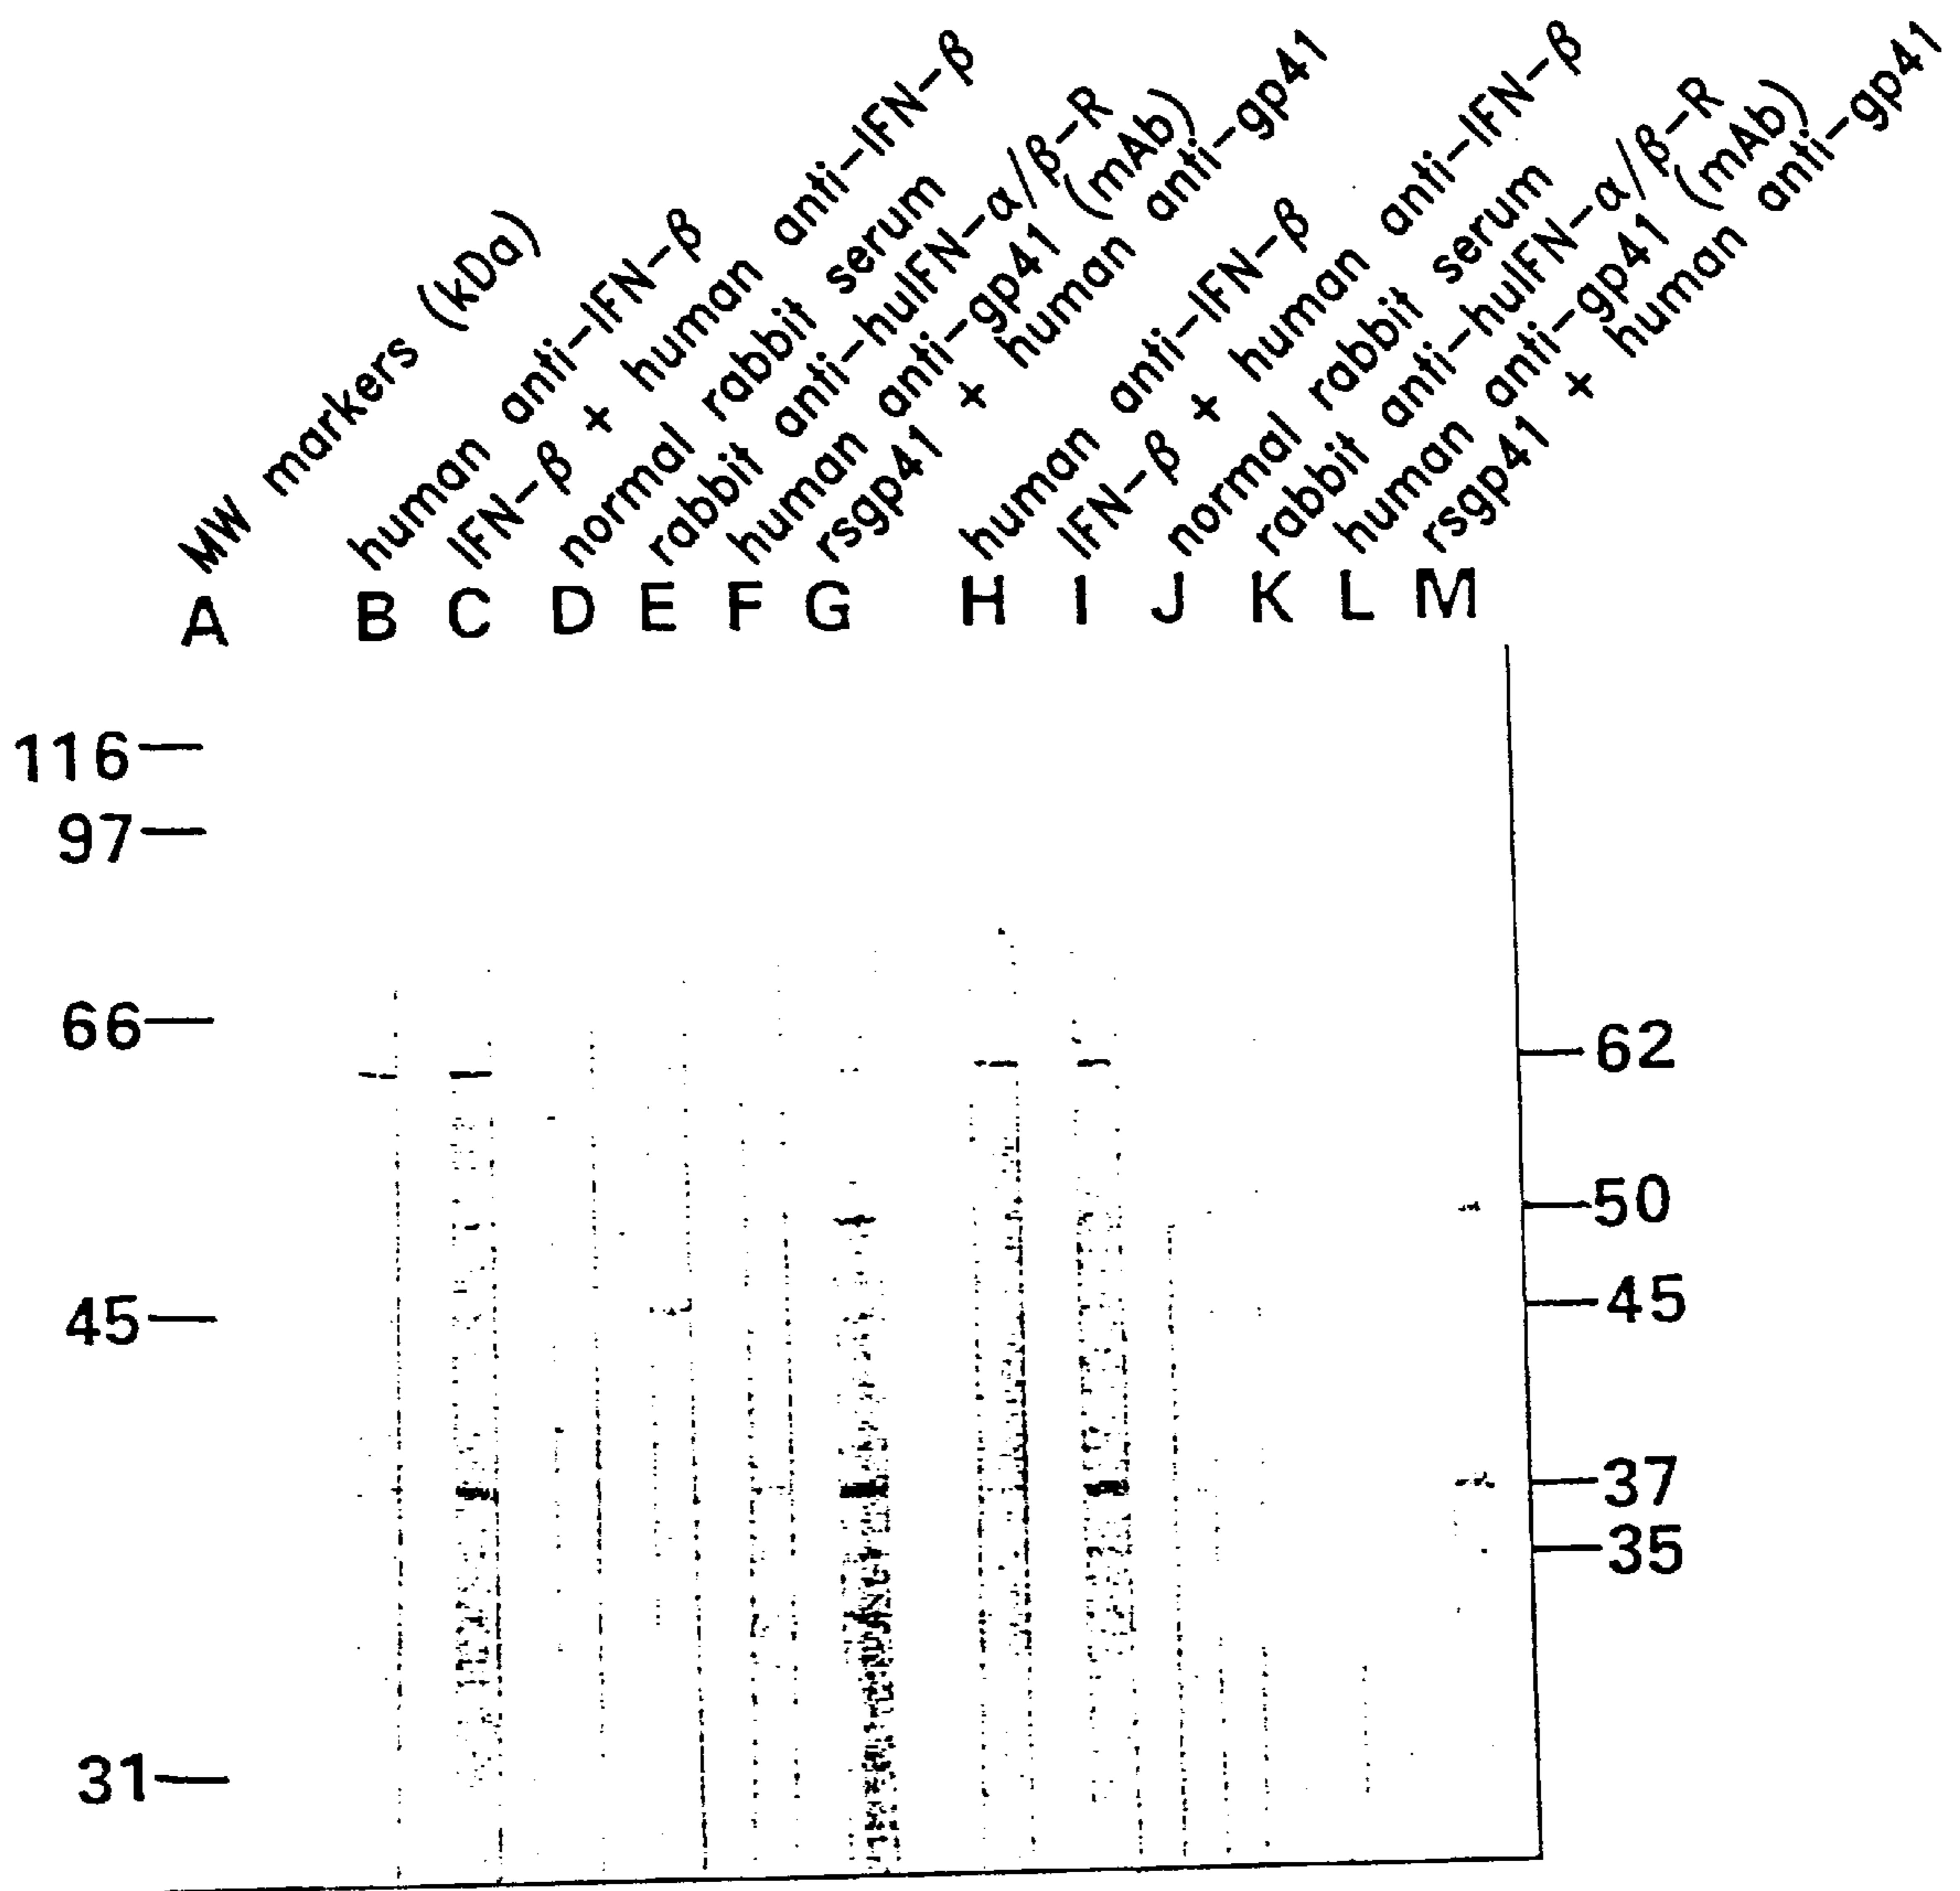 MW markers (kDa)
human anti-IFN-β
IFN-β + human anti-IFN-β
normal rabbit serum
rabbit anti-huIFN-α/β-R
human anti-gp41 (mAb)
rsgp41 + human anti-gp41
human anti-IFN-β
IFN-β + human anti-IFN-β
normal rabbit serum
rabbit anti-huIFN-α/β-R
human anti-gp41 (mAb)
rsgp41 + human anti-gp41
A B C D E F G H I J K L M
116
97
66
45
31
62
50
45
37
35